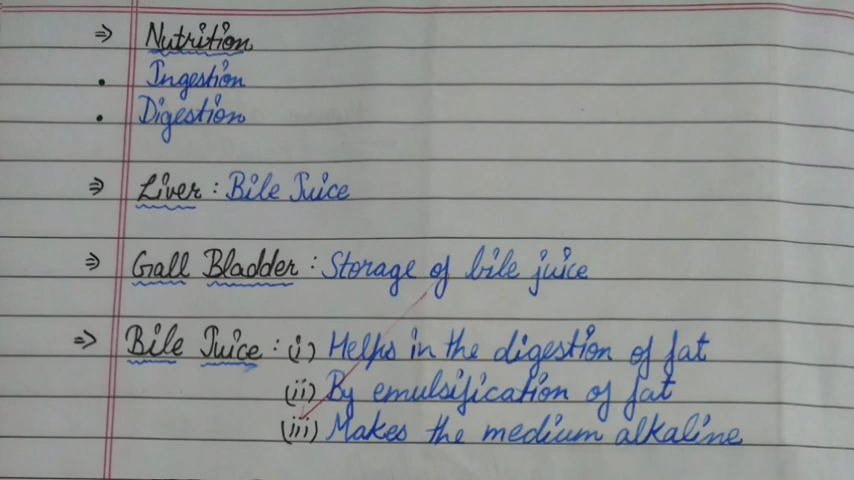 ⇒ Nutrition
• Ingestion
• Digestion
⇒ Liver : Bile Juice
⇒ Gall Bladder : Storage of bile juice
⇒ Bile Juice : (i) Helps in the digestion of fat
(ii) By emulsification of fat
(iii) Makes the medium alkaline